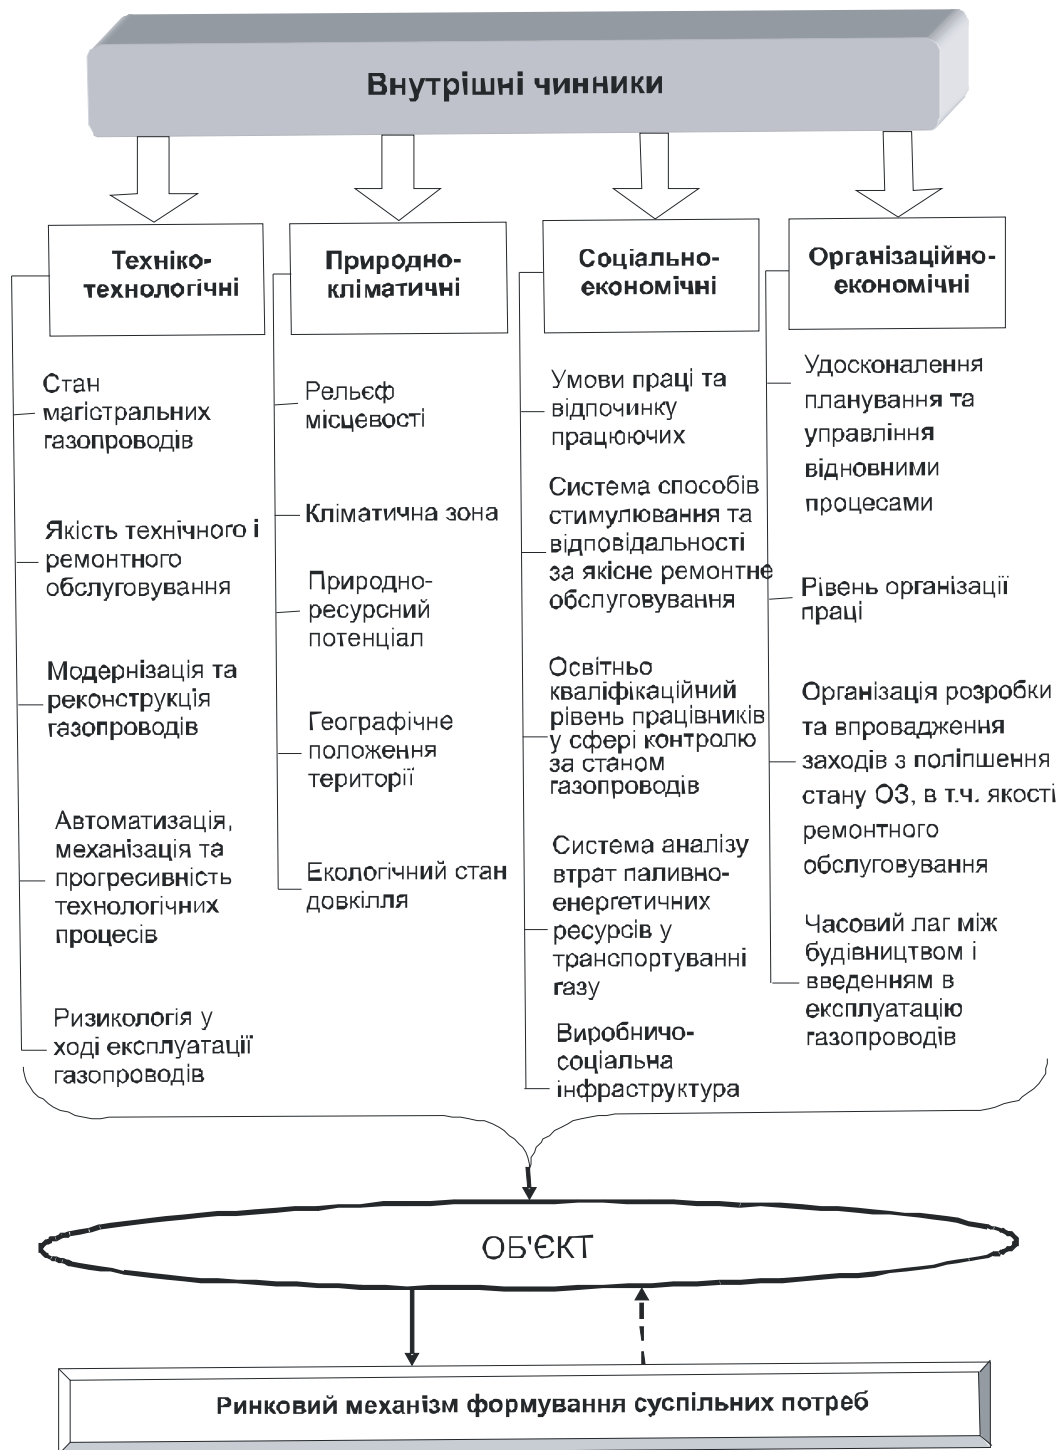 Внутрішні чинники
Техніко-
технологічні
Стан
магістральних
газопроводів
Якість технічного і
ремонтного
обслуговування
Модернізація та
реконструкція
газопроводів
Автоматизація,
механізація та
прогресивність
технологічних
процесів
Ризикологія у
ході експлуатації
газопроводів
Природно-
кліматичні
Рельєф
місцевості
Кліматична зона
Природно-
ресурсний
потенціал
Географічне
положення
території
Екологічний стан
довкілля
Соціально-
економічні
Умови праці та
відпочинку
працюючих
Система способів
стимулювання та
відповідальності
за якісне ремонтне
обслуговування
Освітньо
кваліфікаційний
рівень працівників
у сфері контролю
за станом
газопроводів
Система аналізу
втрат паливно-
енергетичних
ресурсів у
транспортуванні
газу
Виробничо-
соціальна
інфраструктура
Організаційно-
економічні
Удосконалення
планування та
управління
відновними
процесами
Рівень організації
праці
Організація розробки
та впровадження
заходів з поліпшення
стану ОЗ, в т.ч. якості
ремонтного
обслуговування
Часовий лаг між
будівництвом і
введенням в
експлуатацію
газопроводів
ОБ'ЄКТ
Ринковий механізм формування суспільних потреб